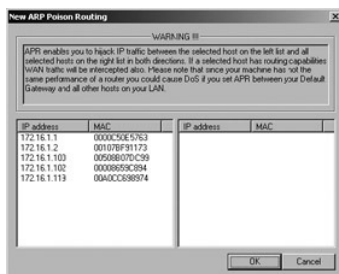 New ARP Poison Routing
WARNING !!!
APR enables you to hijack IP traffic between the selected host on the left list and all
selected hosts on the right list in both directions. If a selected host has routing capabilities
WAN traffic will be intercepted also. Please note that since your machine has not the
same performance of a router you could cause DoS if you set APR between your Default
Gateway and all other hosts on your LAN.
IP address MAC IP address MAC
172.16.1.1 0000C50E5763
172.16.1.2 00107BF91173
172.16.1.103 00508B07DC99
172.16.1.102 00008659C894
172.16.1.113 00A0CC698974
OK Cancel